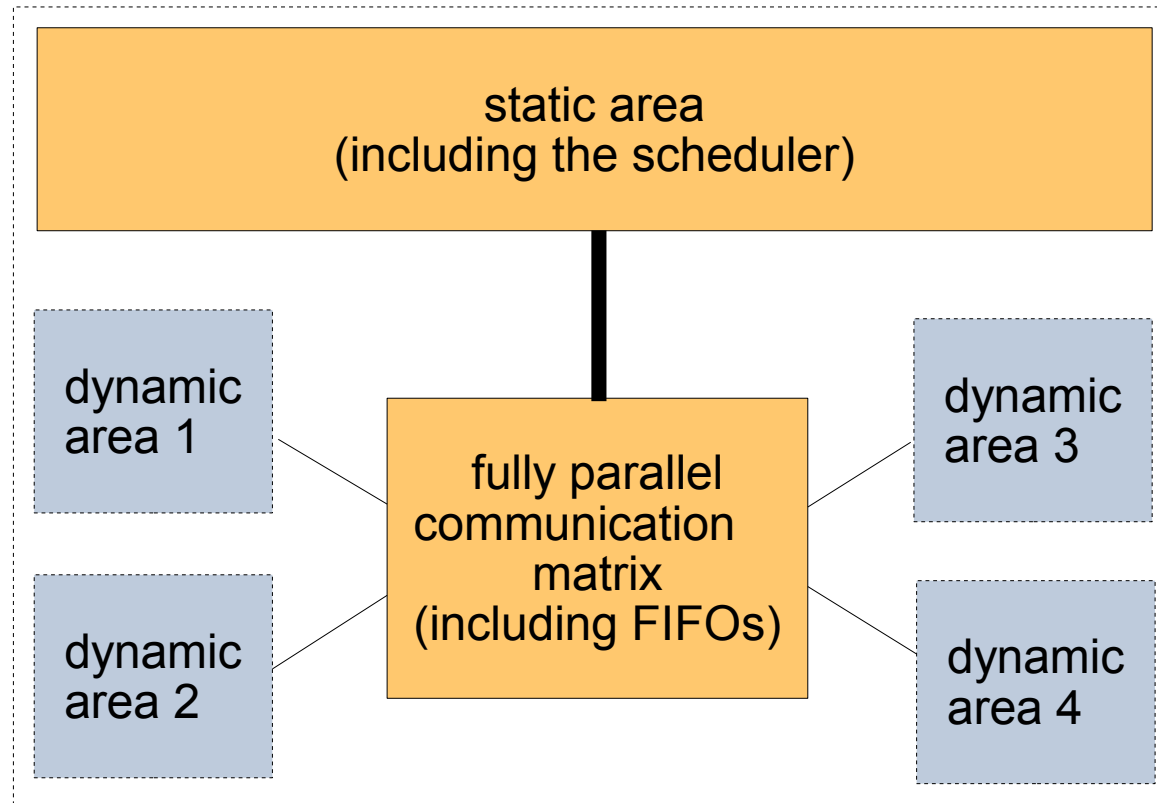 static area
(including the scheduler)
dynamic
area 1
dynamic
area 2
fully parallel
communication
matrix
(including FIFOs)
dynamic
area 3
dynamic
area 4